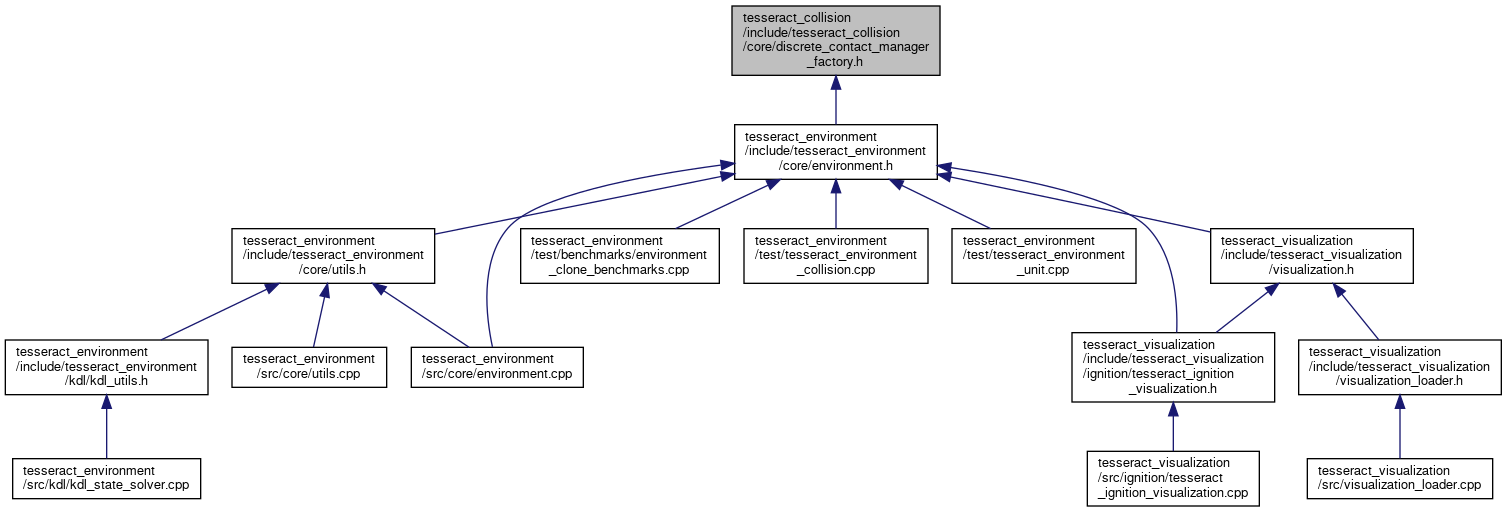 tesseract_collision
/include/tesseract_collision
/core/discrete_contact_manager
_factory.h
tesseract_environment
/include/tesseract_environment
/core/environment.h
tesseract_environment
/include/tesseract_environment
/core/utils.h
tesseract_environment
/test/benchmarks/environment
_clone_benchmarks.cpp
tesseract_environment
/test/tesseract_environment
_collision.cpp
tesseract_environment
/test/tesseract_environment
_unit.cpp
tesseract_visualization
/include/tesseract_visualization
/visualization.h
tesseract_environment
/include/tesseract_environment
/kdl/kdl_utils.h
tesseract_environment
/src/core/utils.cpp
tesseract_environment
/src/core/environment.cpp
tesseract_visualization
/include/tesseract_visualization
/ignition/tesseract_ignition
_visualization.h
tesseract_visualization
/include/tesseract_visualization
/visualization_loader.h
tesseract_environment
/src/kdl/kdl_state_solver.cpp
tesseract_visualization
/src/ignition/tesseract
_ignition_visualization.cpp
tesseract_visualization
/src/visualization_loader.cpp